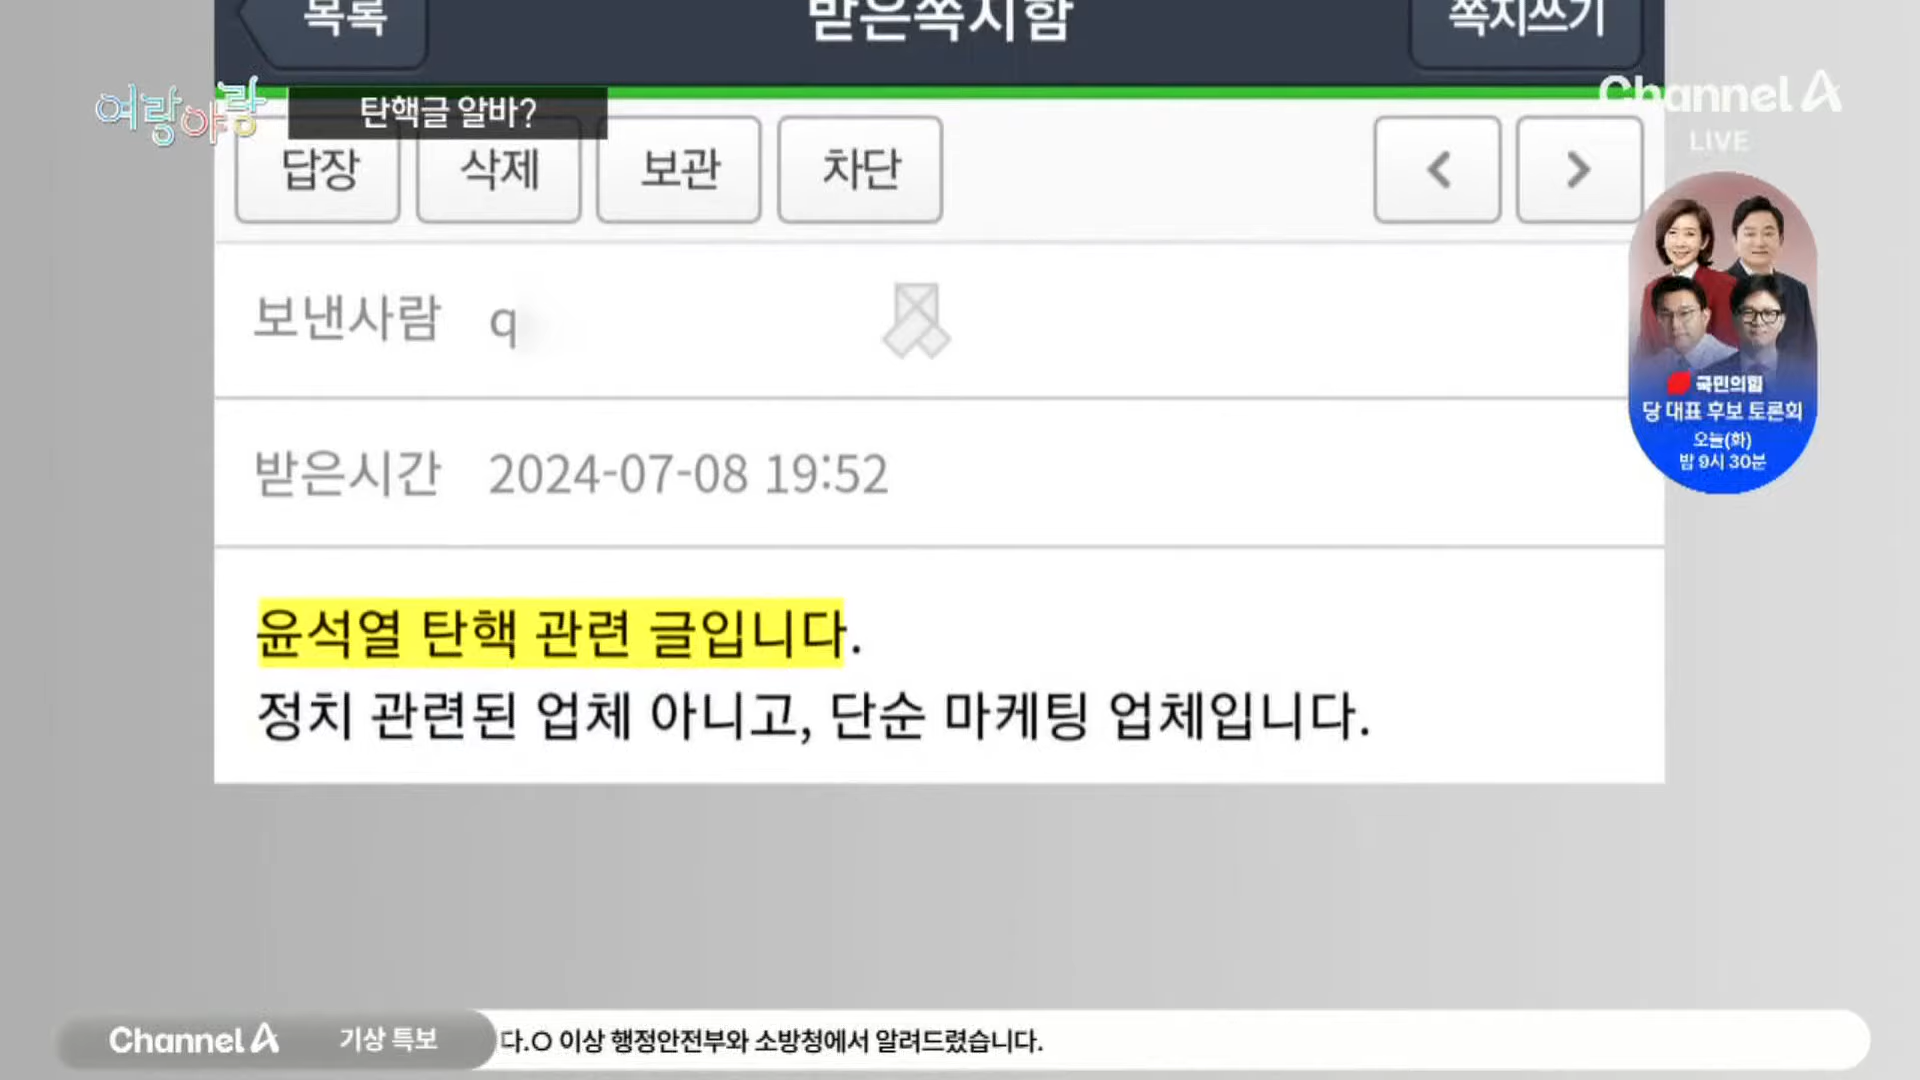 목록
받은쪽지함
쪽지쓰기
여랑야랑
탄핵글 알바?
Channel A
LIVE
답장
삭제
보관
차단
보낸사람 q
국민의힘
당 대표 후보 토론회
오늘(화)
밤 9시 30분
받은시간 2024-07-08 19:52
윤석열 탄핵 관련 글입니다.
정치 관련된 업체 아니고, 단순 마케팅 업체입니다.
Channel A 기상 특보 다.O 이상 행정안전부와 소방청에서 알려드렸습니다.